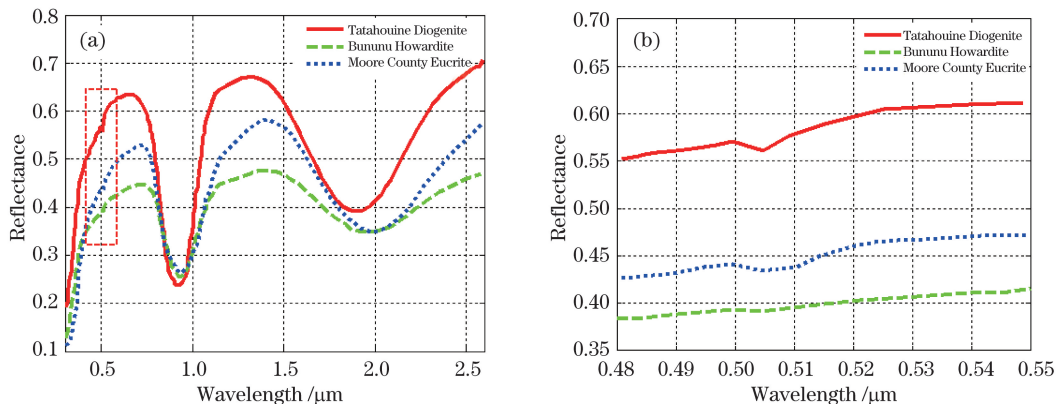 (a)
Tatahouine Diogenite
Bununu Howardite
Moore County Eucrite
0.8
0.7
0.6
0.5
0.4
0.3
0.2
0.1
Reflectance
0.5
1.0
1.5
2.0
2.5
Wavelength /μm
(b)
Tatahouine Diogenite
Bununu Howardite
Moore County Eucrite
0.70
0.65
0.60
0.55
0.50
0.45
0.40
0.35
Reflectance
0.48
0.49
0.50
0.51
0.52
0.53
0.54
0.55
Wavelength /μm